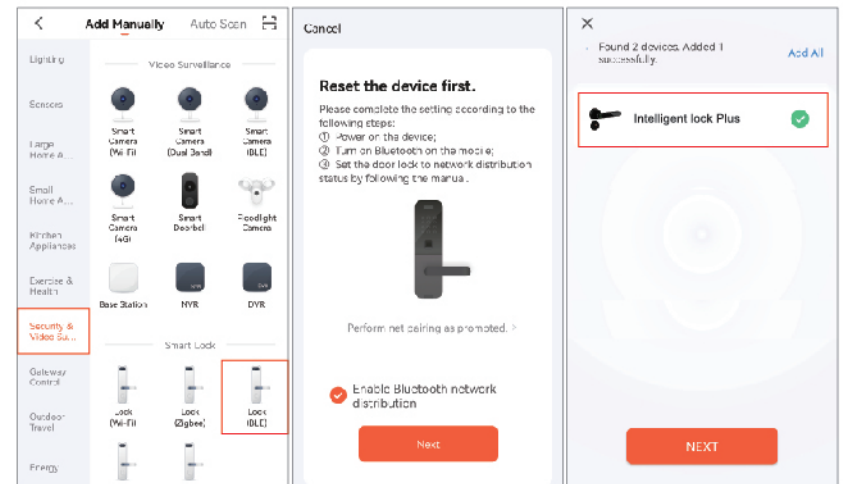 Add Manually
Auto Scan
Lighting
Sensors
Large
Home A...
Small
Home A...
Kitchen
Appliances
Exercise &
Health
Security &
Video Su...
Gateway
Control
Outdoor
Travel
Energy
Video Surveillance
Smart
Camera
(Wi-Fi)
Smart
Camera
(Dual Band)
Smart
Camera
(BLE)
Smart
Camera
(4G)
Smart
Doorbell
Floodlight
Camera
Base Station
NVR
DVR
Smart Lock
Lock
(Wi-Fi)
Lock
(Zigbee)
Lock
(BLE)
Cancel
Reset the device first.
Please complete the setting according to the
following steps:
① Power on the device;
② Turn on Bluetooth on the mobile;
③ Set the door lock to network distribution
status by following the manual.
Perform net pairing as prompted. >
Enable Bluetooth network
distribution
Next
Found 2 devices. Added 1
successfully.
Add All
Intelligent lock Plus
NEXT